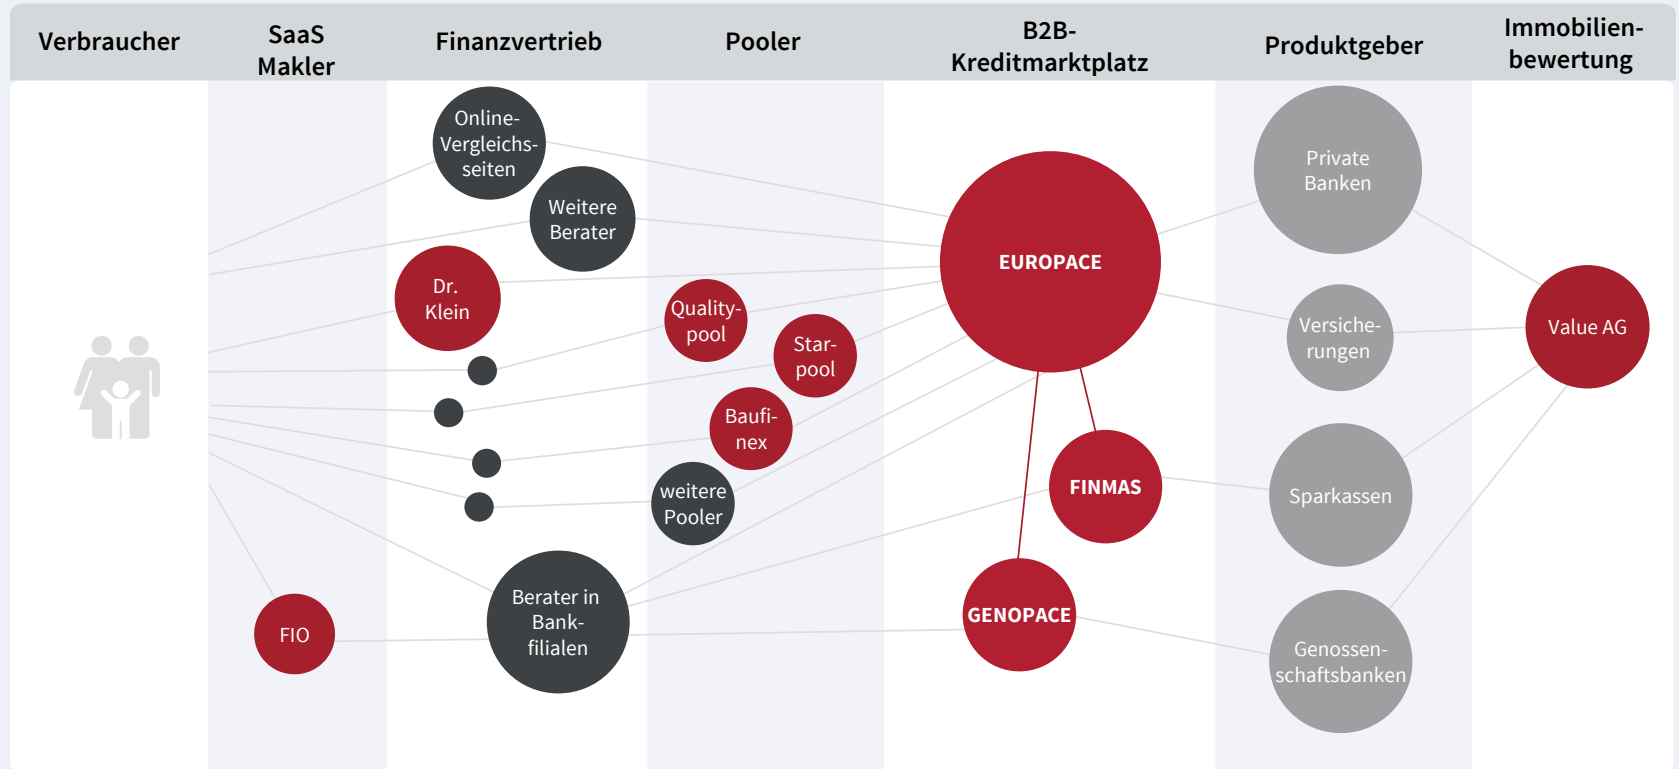 Verbraucher
SaaS
Makler
Finanzvertrieb
Pooler
B2B-
Kreditmarktplatz
Produktgeber
Immobilien-
bewertung
Online-
Vergleichs-
seiten
Weitere
Berater
Dr.
Klein
Quality-
pool
Star-
pool
Baufi-
nex
weitere
Pooler
Berater in
Bank-
filialen
FIO
EUROPACE
FINMAS
GENOPACE
Private
Banken
Versiche-
rungen
Sparkassen
Genossen-
schaftsbanken
Value AG